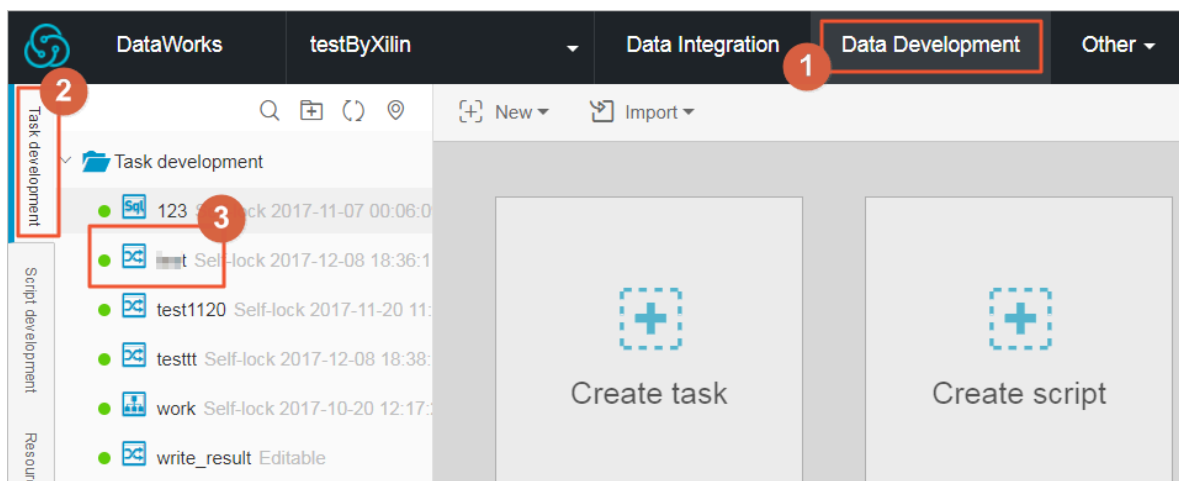 DataWorks testByXilin Data Integration 1 Data Development Other
2
Task development
New Import
Task development
Sql 123 3 ck 2017-11-07 00:06:0
t Self-lock 2017-12-08 18:36:1
test1120 Self-lock 2017-11-20 11:
testtt Self-lock 2017-12-08 18:38:
work Self-lock 2017-10-20 12:17:
write_result Editable
Script development
Resour
Create task Create script